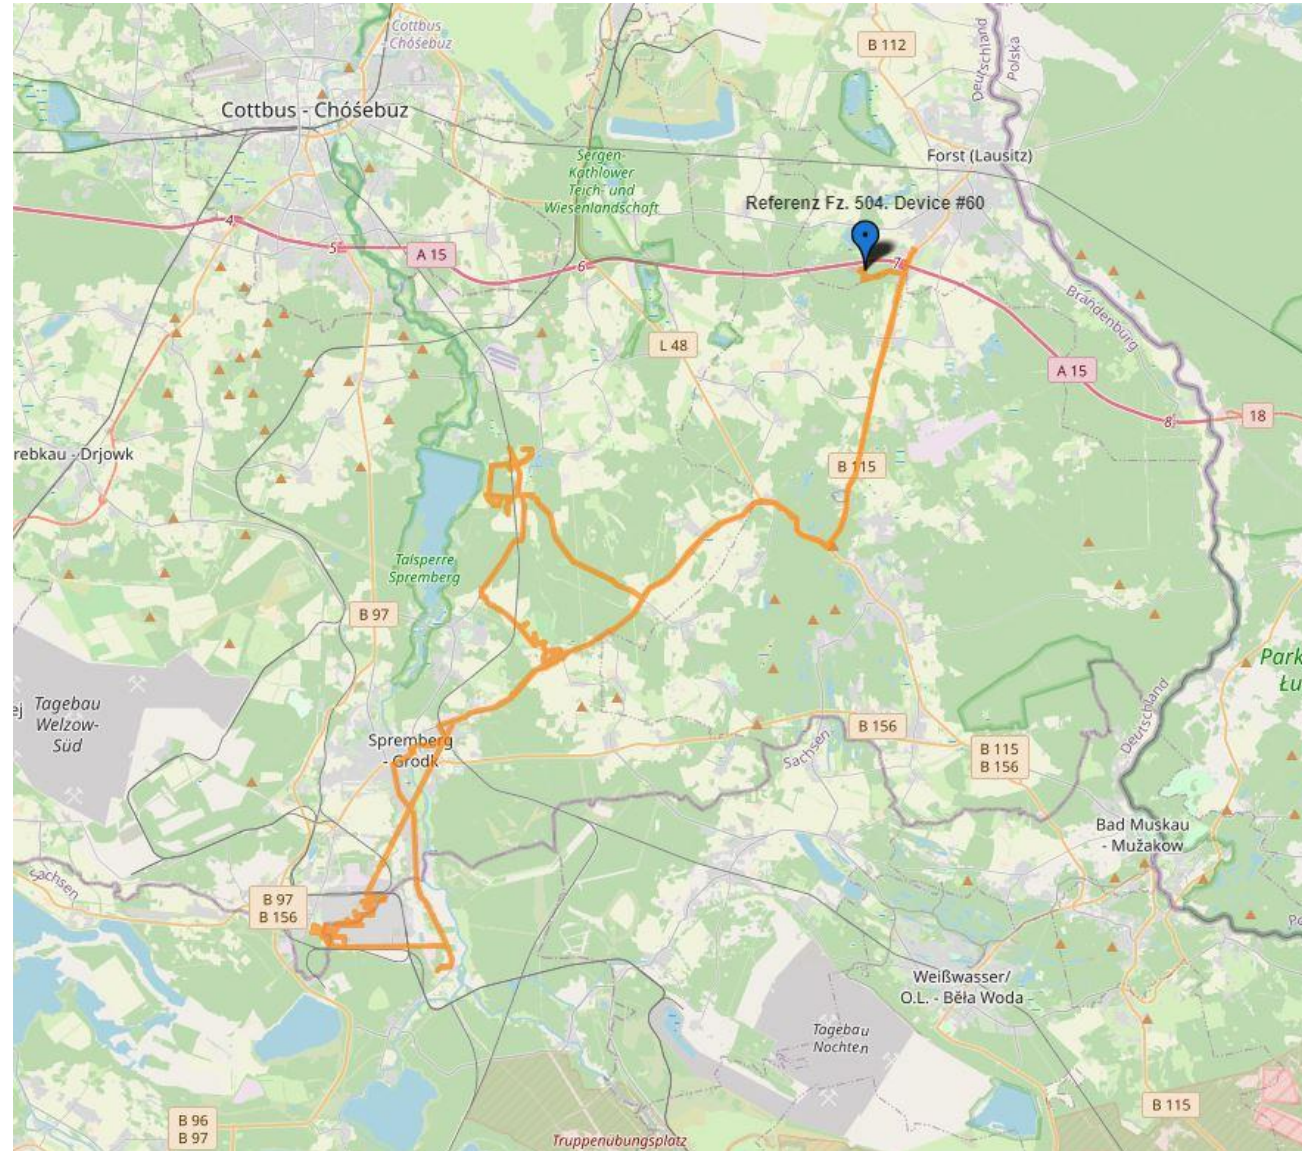 Cottbus
- Chóśebuz
B 112
Deutschland
Polska
Cottbus - Chóśebuz
Sergen-
Kathlower
Teich- und
Wiesenlandschaft
Forst (Lausitz)
Referenz Fz. 504. Device #60
4
5
A 15
6
7
Brandenburg
L 48
A 15
8
18
rebkau - Drjowk
B 115
Talsperre
Spremberg
B 97
Park
Łu
Tagebau
Welzow-
Süd
ej
Deutschland
B 156
Sachsen
B 115
B 156
Spremberg
- Grodk
Bad Muskau
- Mužakow
Sachsen
B 97
B 156
Po
Weißwasser/
O.L. - Běła Woda
Tagebau
Nochten
B 96
B 97
B 115
Truppenübungsplatz